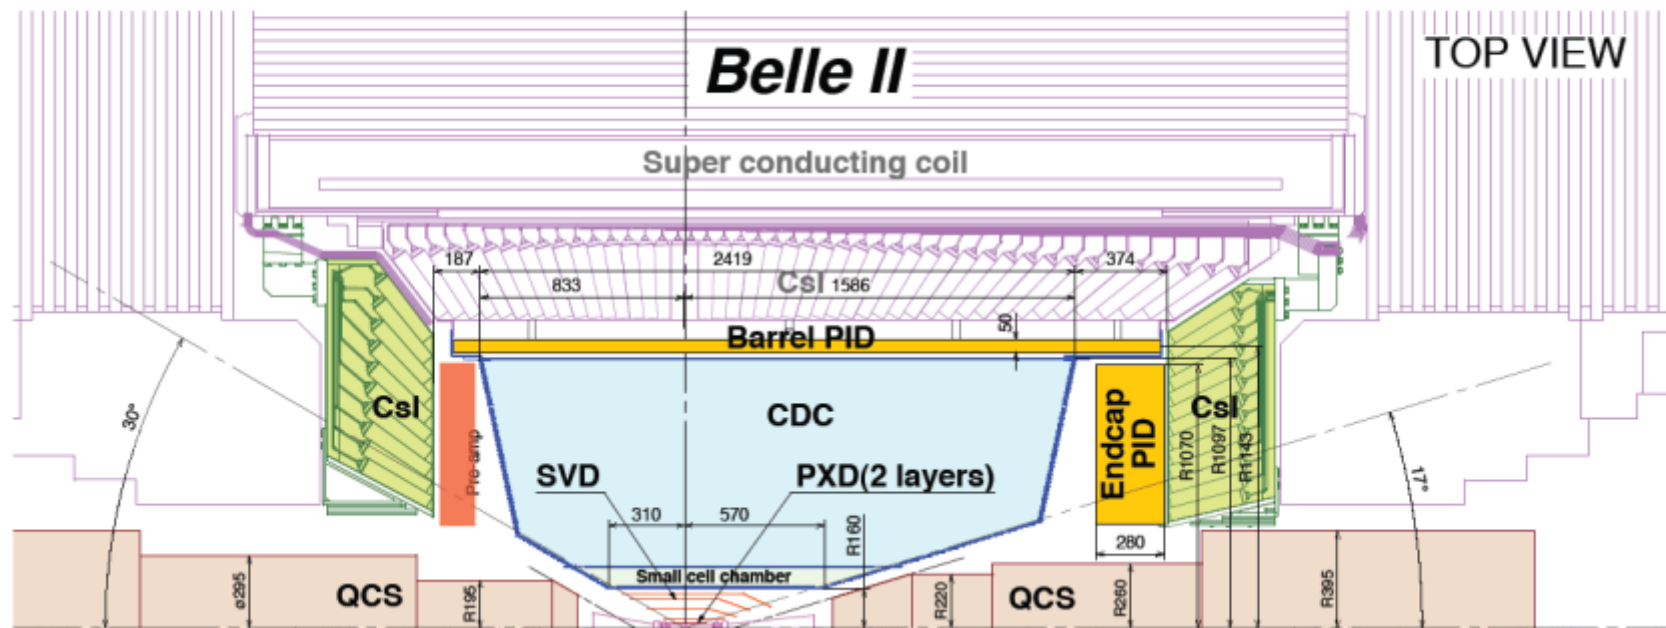 Belle II
TOP VIEW
Super conducting coil
187
2419
374
833
CsI
1586
50
Barrel PID
30°
CsI
Pre-amp
CDC
SVD
PXD(2 layers)
Endcap
PID
CsI
R1070
R1097
R1143
17°
310
570
R160
280
Small cell chamber
ø295
QCS
R195
R220
QCS
R260
R395